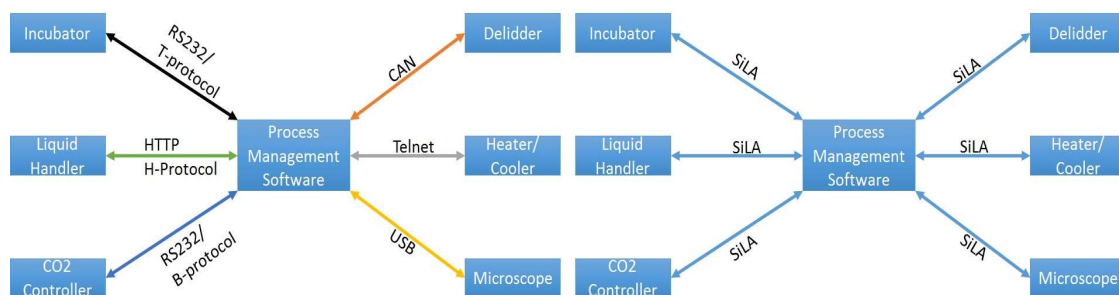 Incubator
RS232/
T-protocol
CAN
Delidder
Liquid
Handler
HTTP
H-Protocol
Process
Management
Software
Telnet
Heater/
Cooler
RS232/
B-protocol
USB
CO2
Controller
Microscope
Incubator
SiLA
SiLA
Delidder
Liquid
Handler
SiLA
Process
Management
Software
SiLA
Heater/
Cooler
SiLA
SiLA
CO2
Controller
Microscope